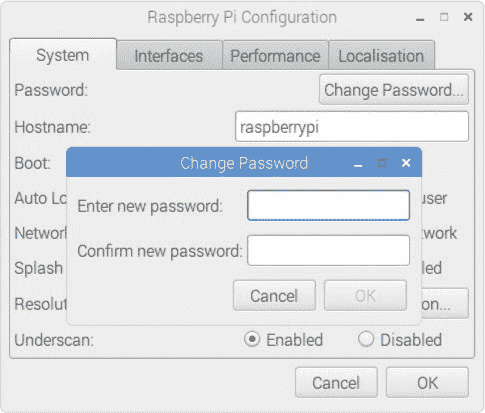 Raspberry Pi Configuration
System Interfaces Performance Localisation
Password: Change Password...
Hostname: raspberrypi
Boot:
Change Password
Auto Lo user
Enter new password:
Network twork
Confirm new password:
Splash led
Resolut on...
Cancel OK
Underscan: Enabled Disabled
Cancel OK